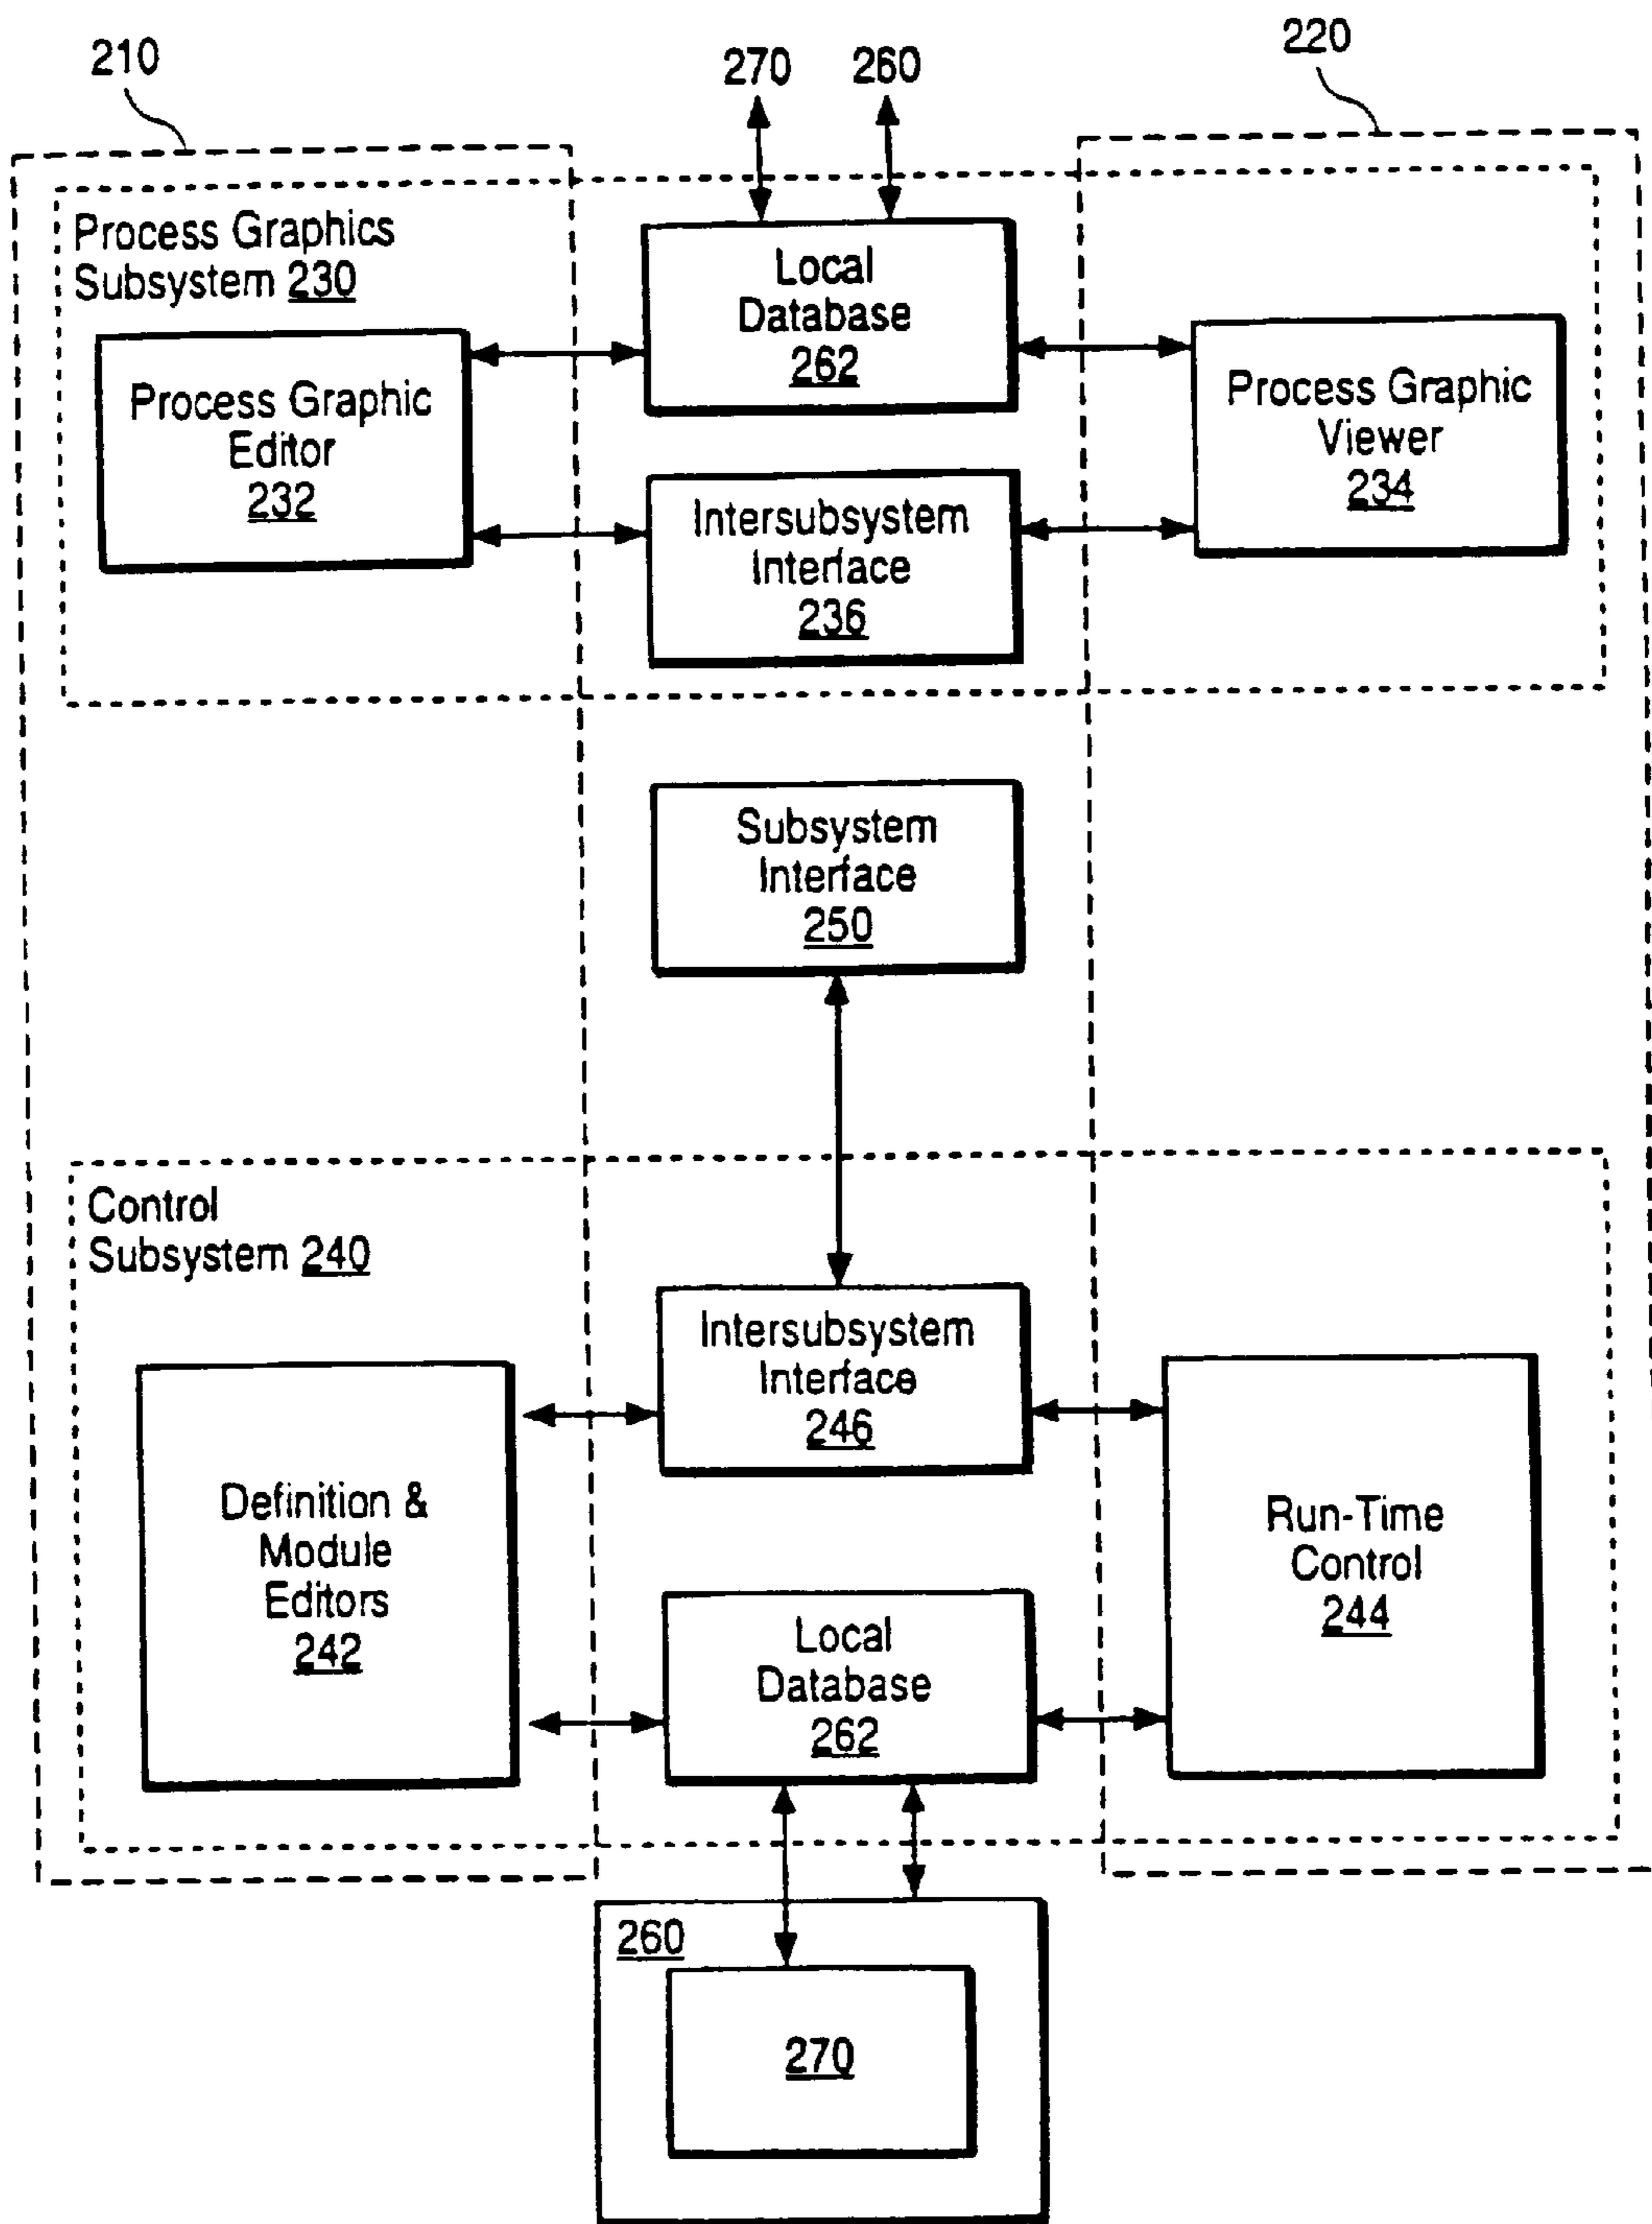 210
270
260
220
Process Graphics
Subsystem 230
Local
Database
262
Process Graphic
Editor
232
Process Graphic
Viewer
234
Intersubsystem
Interface
236
Subsystem
Interface
250
Control
Subsystem 240
Intersubsystem
Interface
246
Definition &
Module
Editors
242
Run-Time
Control
244
Local
Database
262
260
270